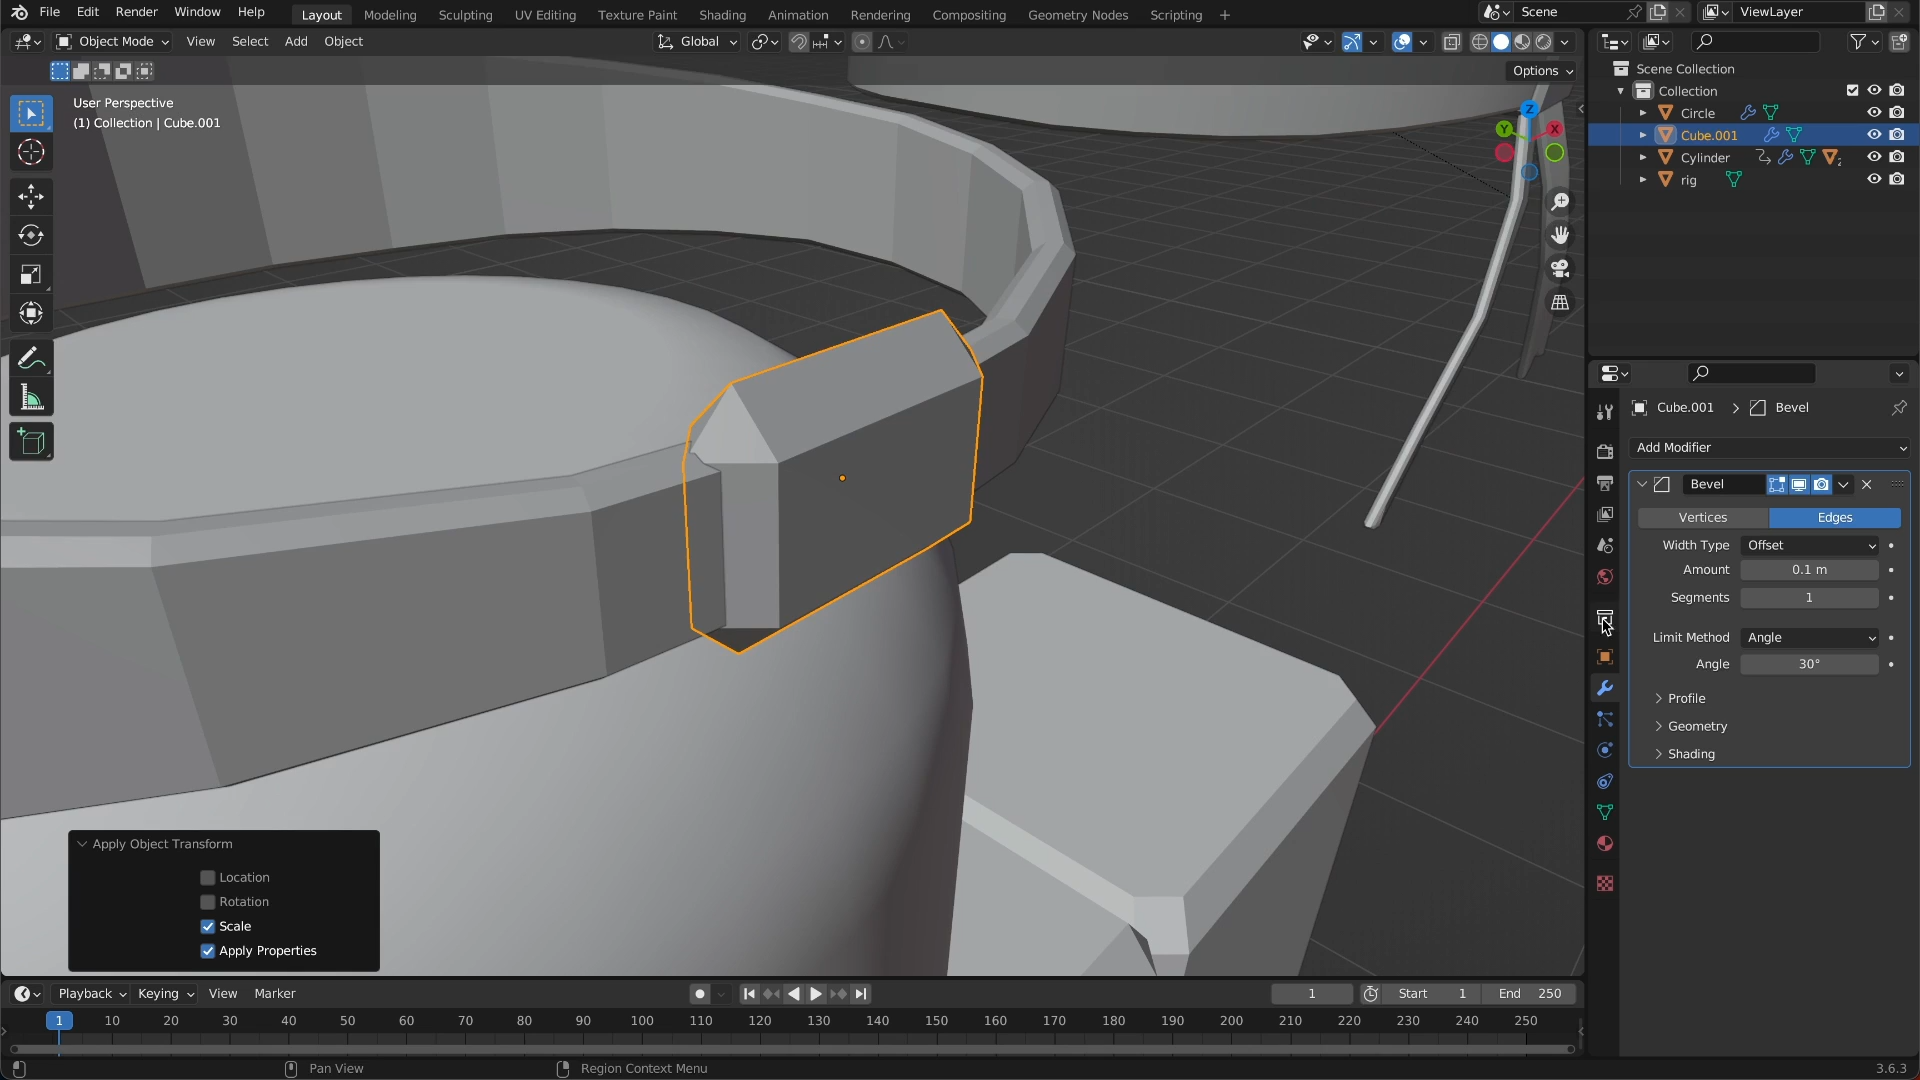 File Edit Render Window Help Layout Modeling Sculpting UV Editing Texture Paint Shading Animation Rendering Compositing Geometry Nodes Scripting + Scene ViewLayer
Object Mode View Select Add Object Global
Options
User Perspective
(1) Collection | Cube.001
Z
Y
X
Scene Collection
Collection
Circle
Cube.001
Cylinder 2
rig
Cube.001 > Bevel
Add Modifier
Bevel
Vertices Edges
Width Type Offset
Amount 0.1 m
Segments 1
Limit Method Angle
Angle 30°
Profile
Geometry
Shading
Apply Object Transform
Location
Rotation
Scale
Apply Properties
Playback Keying View Marker 1 Start 1 End 250
1 10 20 30 40 50 60 70 80 90 100 110 120 130 140 150 160 170 180 190 200 210 220 230 240 250
Pan View Region Context Menu 3.6.3